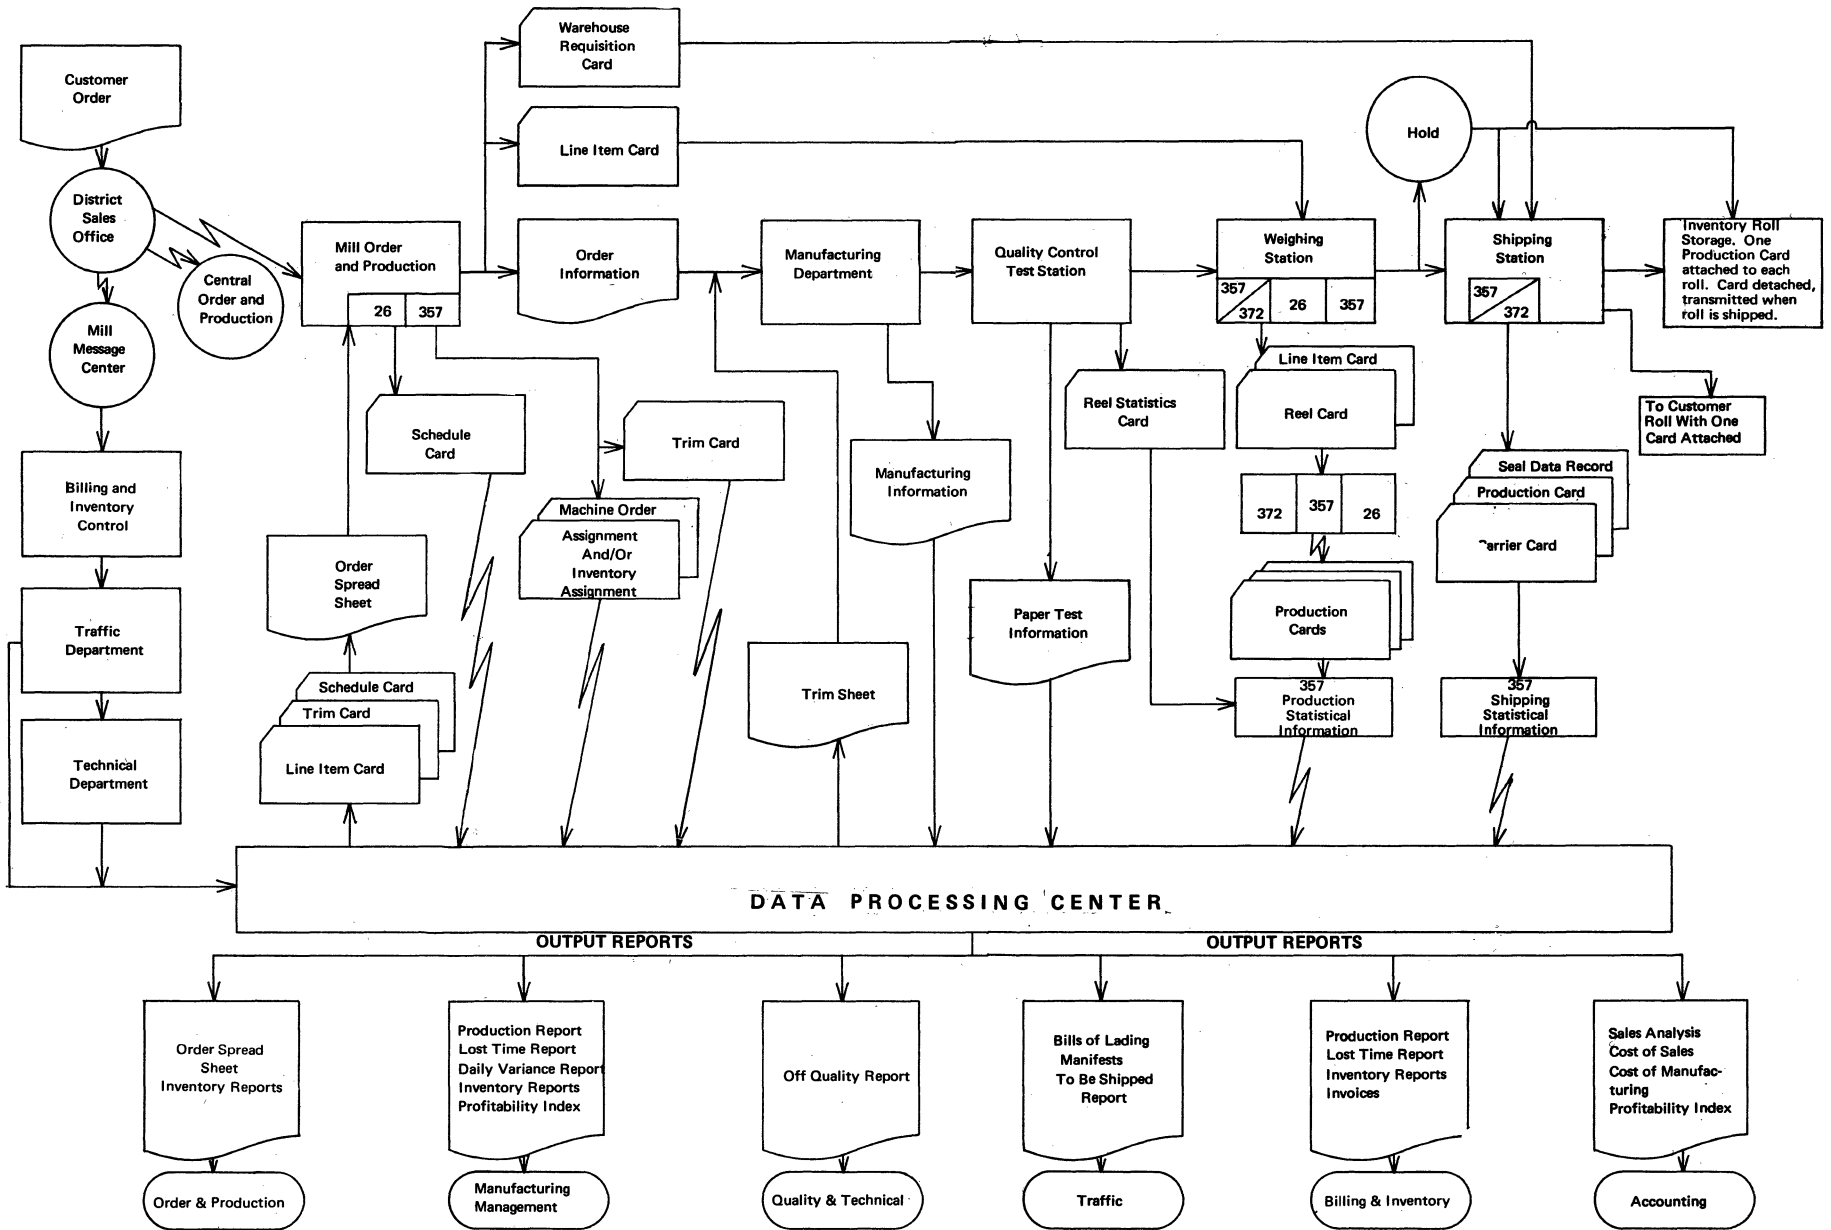 Customer
Order
District
Sales
Office
Central
Order and
Production
Mill
Message
Center
Billing and
Inventory
Control
Traffic
Department
Technical
Department
Mill Order
and Production
26
357
Warehouse
Requisition
Card
Line Item Card
Order
Information
Manufacturing
Department
Quality Control
Test Station
Weighing
Station
357
372
26
357
Hold
Shipping
Station
357
372
Inventory Roll
Storage. One
Production Card
attached to each
roll. Card detached,
transmitted when
roll is shipped.
To Customer
Roll With One
Card Attached
Schedule
Card
Trim Card
Machine Order
Assignment
And/Or
Inventory
Assignment
Order
Spread
Sheet
Schedule Card
Trim Card
Line Item Card
Trim Sheet
Manufacturing
Information
Paper Test
Information
Reel Statistics
Card
Line Item Card
Reel Card
372
357
26
Production
Cards
357
Production
Statistical
Information
Seal Data Record
Production Card
Carrier Card
357
Shipping
Statistical
Information
DATA PROCESSING CENTER
OUTPUT REPORTS
OUTPUT REPORTS
Order Spread
Sheet
Inventory Reports
Order & Production
Production Report
Lost Time Report
Daily Variance Report
Inventory Reports
Profitability Index
Manufacturing
Management
Off Quality Report
Quality & Technical
Bills of Lading
Manifests
To Be Shipped
Report
Traffic
Production Report
Lost Time Report
Inventory Reports
Invoices
Billing & Inventory
Sales Analysis
Cost of Sales
Cost of Manufac-
turing
Profitability Index
Accounting